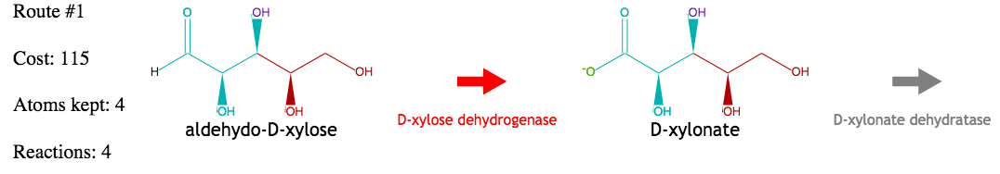 Route #1
Cost: 115
Atoms kept: 4
Reactions: 4
O
OH
H
OH
OH
OH
aldehydo-D-xylose
D-xylose dehydrogenase
O
OH
⁻O
OH
OH
OH
D-xylonate
D-xylonate dehydratase